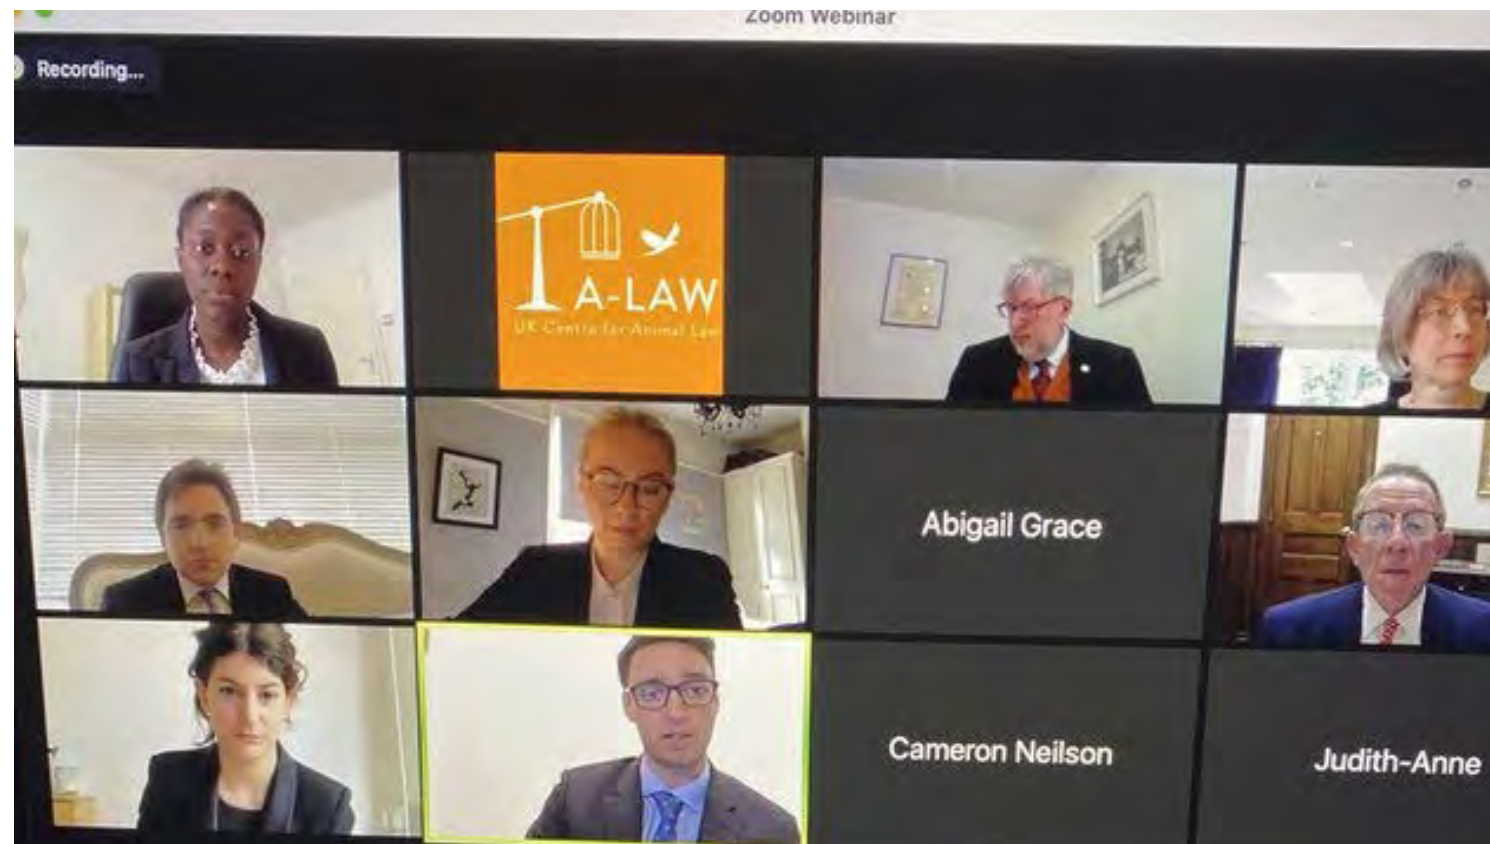 Zoom Webinar
Recording...
A-LAW
UK Centre for Animal Law
Abigail Grace
Cameron Neilson
Judith-Anne